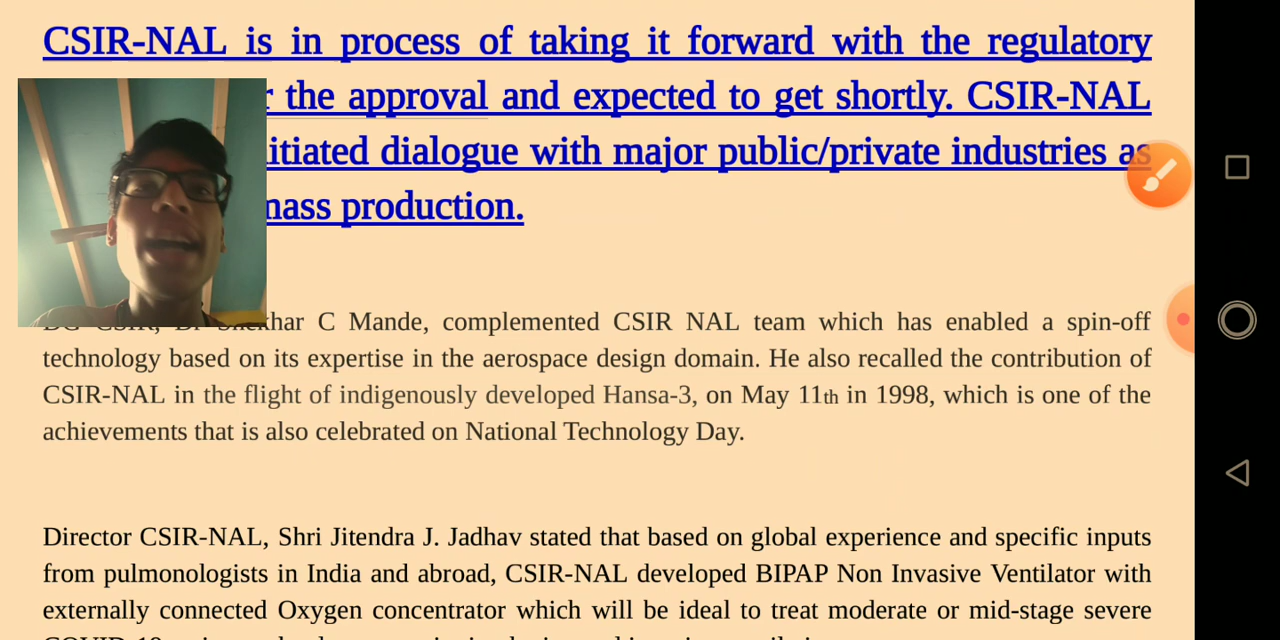 CSIR-NAL is in process of taking it forward with the regulatory
the approval and expected to get shortly. CSIR-NAL
itiated dialogue with major public/private industries as
mass production.
DG CSIR, Dr Shekhar C Mande, complemented CSIR NAL team which has enabled a spin-off
technology based on its expertise in the aerospace design domain. He also recalled the contribution of
CSIR-NAL in the flight of indigenously developed Hansa-3, on May 11th in 1998, which is one of the
achievements that is also celebrated on National Technology Day.
Director CSIR-NAL, Shri Jitendra J. Jadhav stated that based on global experience and specific inputs
from pulmonologists in India and abroad, CSIR-NAL developed BIPAP Non Invasive Ventilator with
externally connected Oxygen concentrator which will be ideal to treat moderate or mid-stage severe